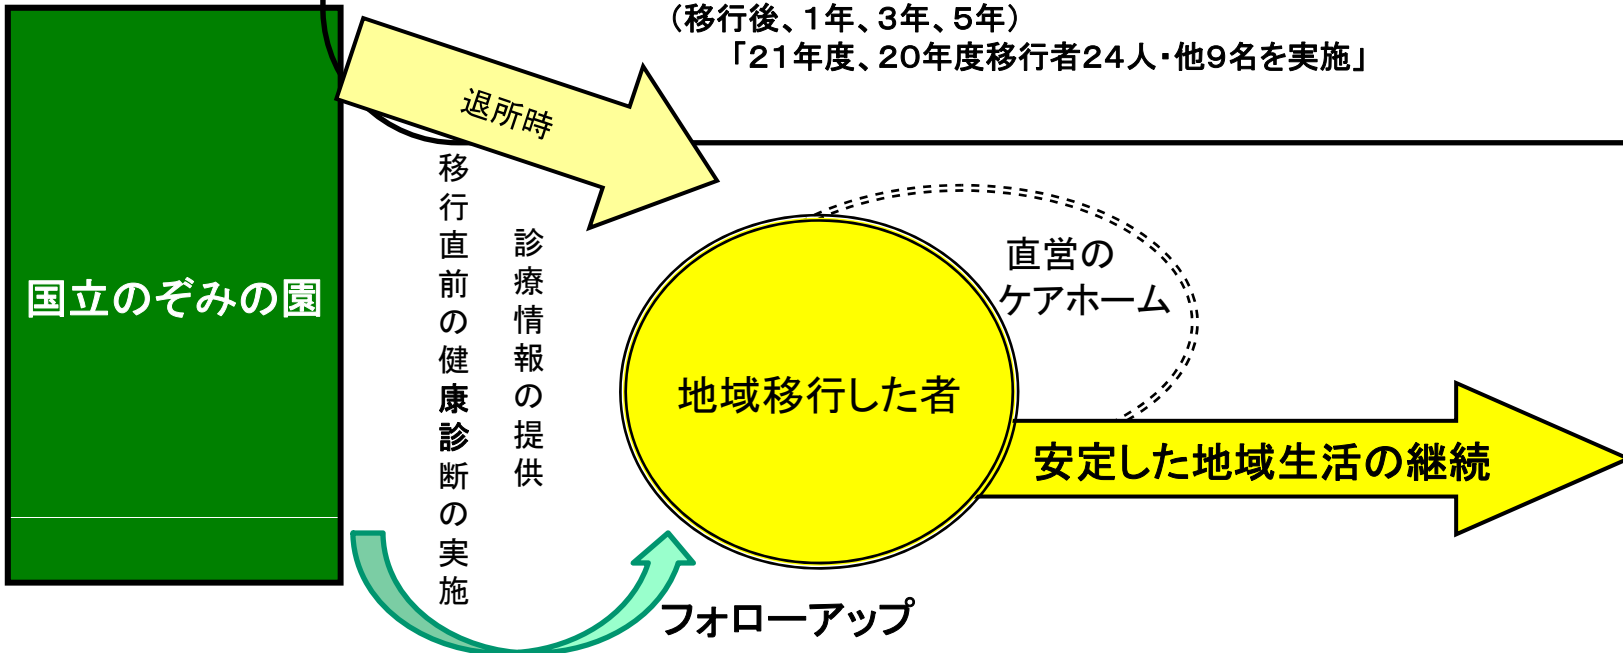 (移行後、1年、3年、5年)
「21年度、20年度移行者24人・他9名を実施」
退所時
国立のぞみの園
移行直前の健康診断の実施
診療情報の提供
直営の
ケアホーム
地域移行した者
安定した地域生活の継続
フォローアップ